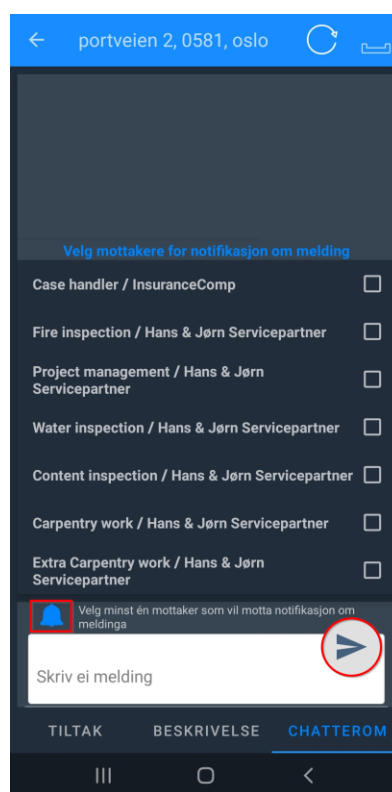 portveien 2, 0581, oslo
Velg mottakere for notifikasjon om melding
Case handler / InsuranceComp
Fire inspection / Hans & Jørn Servicepartner
Project management / Hans & Jørn
Servicepartner
Water inspection / Hans & Jørn Servicepartner
Content inspection / Hans & Jørn Servicepartner
Carpentry work / Hans & Jørn Servicepartner
Extra Carpentry work / Hans & Jørn
Servicepartner
Velg minst én mottaker som vil motta notifikasjon om
meldinga
Skriv ei melding
TILTAK BESKRIVELSE CHATTEROM